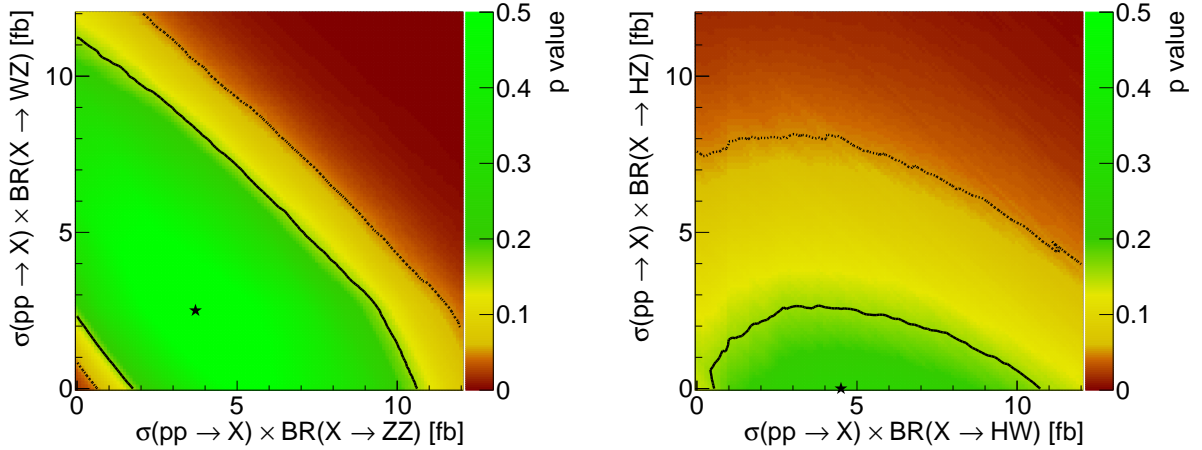 σ(pp → X) × BR(X → WZ) [fb]
10
5
0
0 5 10
σ(pp → X) × BR(X → ZZ) [fb]
0.5
0.4
0.3
0.2
0.1
0
p value
σ(pp → X) × BR(X → HZ) [fb]
10
5
0
0 5 10
σ(pp → X) × BR(X → HW) [fb]
0.5
0.4
0.3
0.2
0.1
0
p value